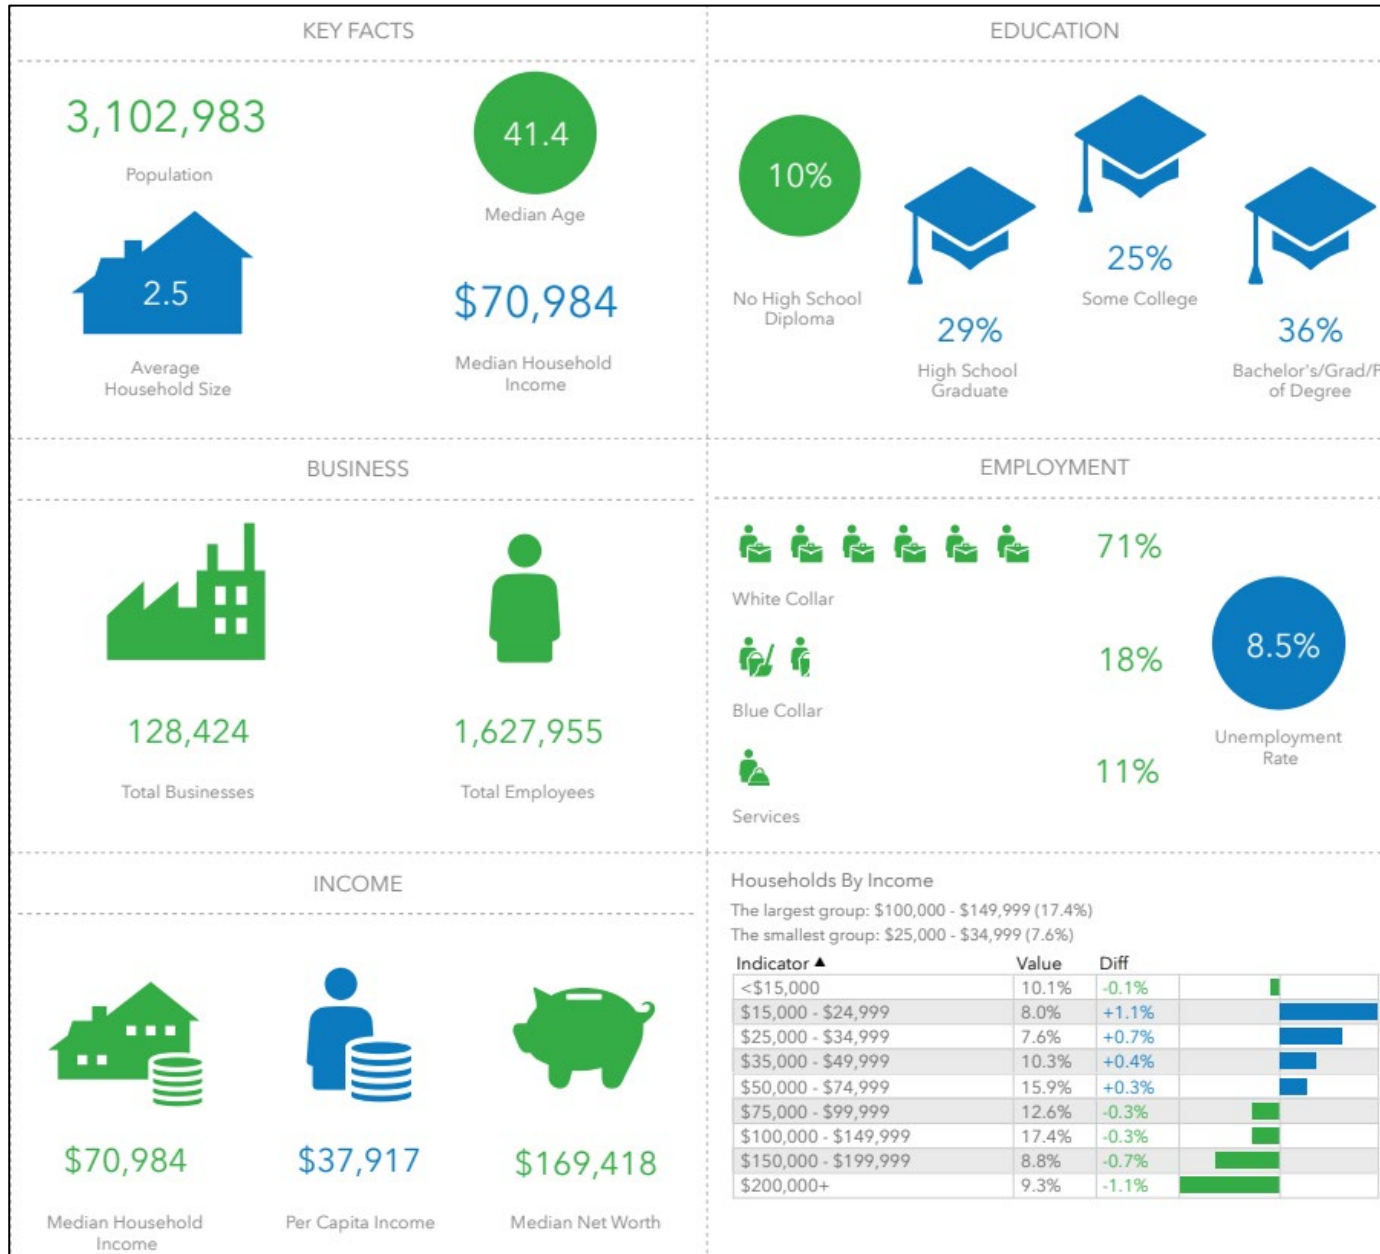 KEY FACTS
3,102,983
Population
41.4
Median Age
2.5
Average
Household Size
$70,984
Median Household
Income
EDUCATION
10%
No High School
Diploma
29%
High School
Graduate
25%
Some College
36%
Bachelor's/Grad/P
of Degree
BUSINESS
128,424
Total Businesses
1,627,955
Total Employees
EMPLOYMENT
71%
White Collar
18%
Blue Collar
11%
Services
8.5%
Unemployment
Rate
INCOME
$70,984
Median Household
Income
$37,917
Per Capita Income
$169,418
Median Net Worth
Households By Income
The largest group: $100,000 - $149,999 (17.4%)
The smallest group: $25,000 - $34,999 (7.6%)
Indicator ▲ Value Diff
<$15,000 10.1% -0.1%
$15,000 - $24,999 8.0% +1.1%
$25,000 - $34,999 7.6% +0.7%
$35,000 - $49,999 10.3% +0.4%
$50,000 - $74,999 15.9% +0.3%
$75,000 - $99,999 12.6% -0.3%
$100,000 - $149,999 17.4% -0.3%
$150,000 - $199,999 8.8% -0.7%
$200,000+ 9.3% -1.1%